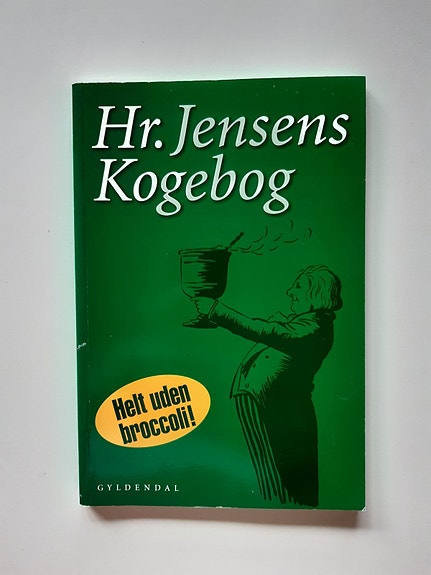 Hr. Jensens
Kogebog
Helt uden
broccoli!
GYLDENDAL